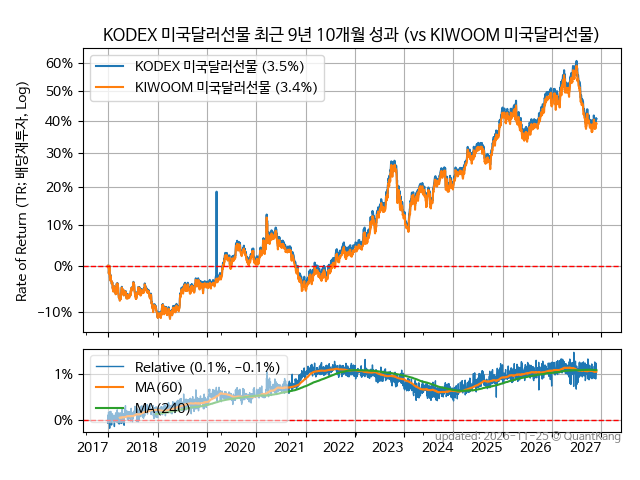 KODEX 미국달러선물 최근 9년 10개월 성과 (vs KIWOOM 미국달러선물)
KODEX 미국달러선물 (3.5%)
KIWOOM 미국달러선물 (3.4%)
Rate of Return (TR: 배당재투자, Log)
60%
50%
40%
30%
20%
10%
0%
−10%
Relative (0.1%, −0.1%)
MA(60)
MA(240)
1%
0%
2017 2018 2019 2020 2021 2022 2023 2024 2025 2026 2027
updated: 2026-11-25 © QuantKang